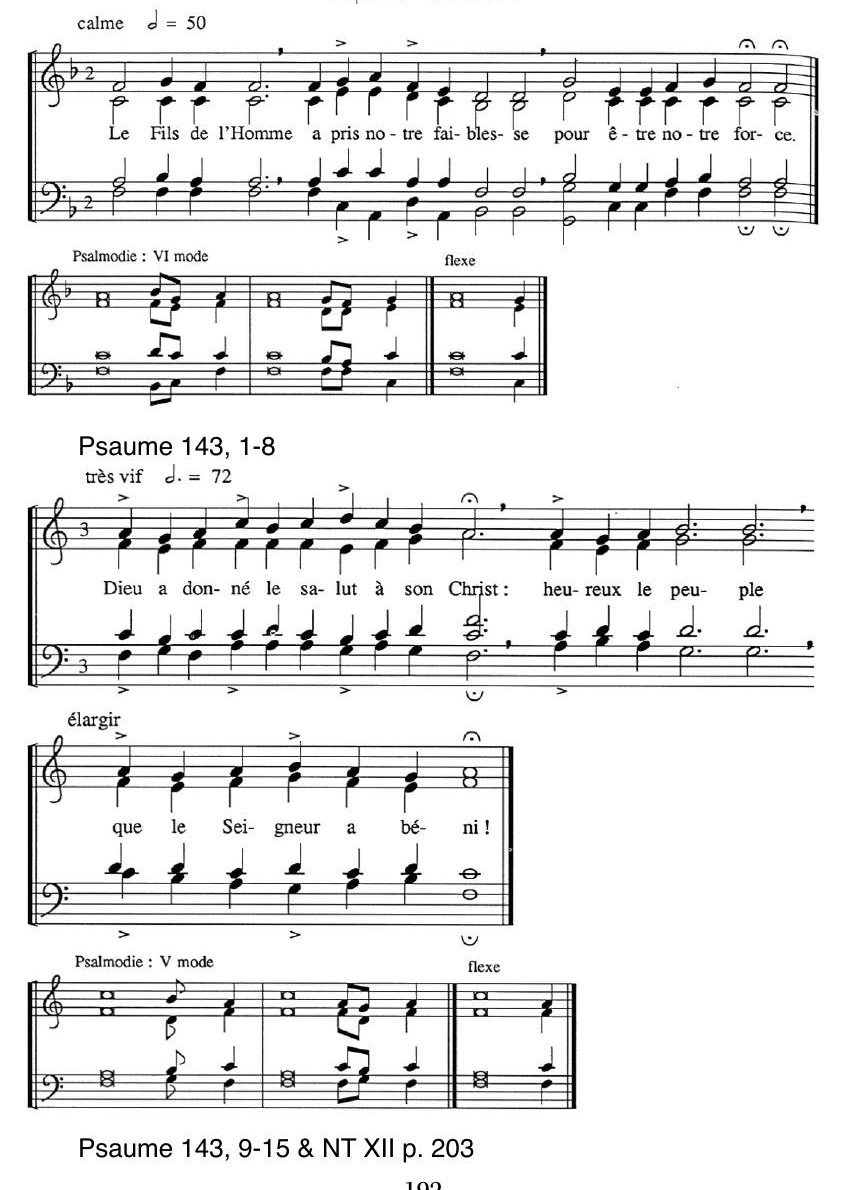 calme 𝅗𝅥 = 50
Le Fils de l'Homme a pris no - tre fai- bles- se pour ê - tre no - tre force- ce.
Psalmodie : VI mode flexe
Psaume 143, 1-8
très vif 𝅗𝅥. = 72
Dieu a don- né le sa- lut à son Christ : heu- reux le peu- ple
élargir
que le Sei- gneur a bé- ni !
Psalmodie : V mode flexe
Psaume 143, 9-15 & NT XII p. 203